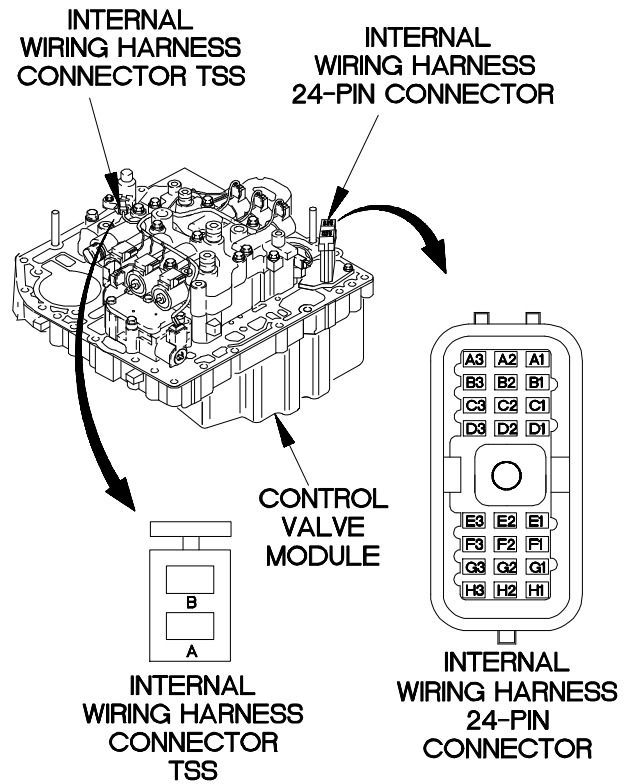 INTERNAL
WIRING HARNESS
CONNECTOR TSS
INTERNAL
WIRING HARNESS
24-PIN CONNECTOR
A3 A2 A1
B3 B2 B1
C3 C2 C1
D3 D2 D1
E3 E2 E1
F3 F2 F1
G3 G2 G1
H3 H2 H1
CONTROL
VALVE
MODULE
B
A
INTERNAL
WIRING HARNESS
CONNECTOR
TSS
INTERNAL
WIRING HARNESS
24-PIN
CONNECTOR